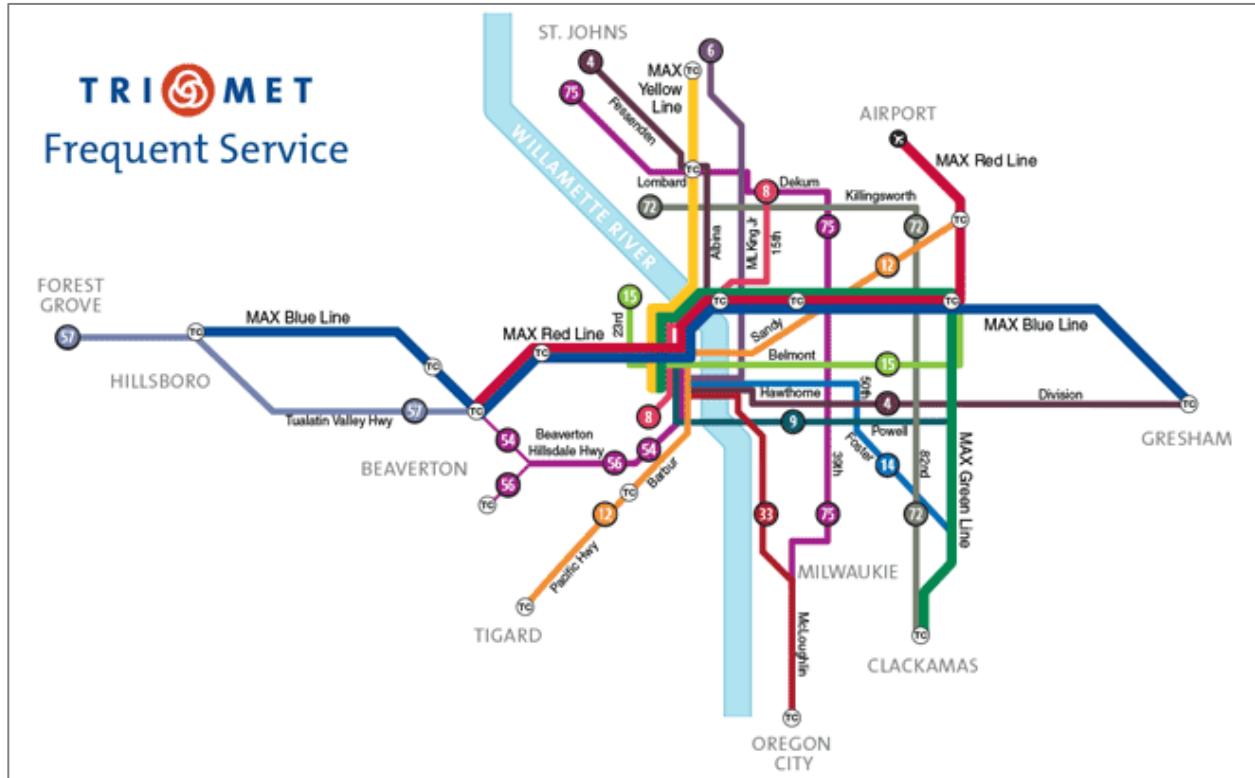 TRI MET
Frequent Service
ST. JOHNS
4
6
75
MAX
Yellow
Line
TC
Fessenden
WILLAMETTE RIVER
AIRPORT
MAX Red Line
TC
Lombard
8
Dekum
Killingsworth
72
72
75
TC
Albina
ML King Jr
15th
12
FOREST
GROVE
57
TC
MAX Blue Line
HILLSBORO
TC
15
23rd
MAX Red Line
TC
TC
TC
TC
Sandy
MAX Blue Line
Belmont
15
Tualatin Valley Hwy
57
TC
BEAVERTON
54
Beaverton
Hillsdale Hwy
56
54
56
TC
8
Hawthorne
50th
4
Division
TC
GRESHAM
9
Powell
Foster
14
39th
82nd
MAX Green Line
Barbur
TC
12
Pacific Hwy
TC
TIGARD
33
75
72
MILWAUKIE
McLoughlin
TC
CLACKAMAS
TC
OREGON
CITY